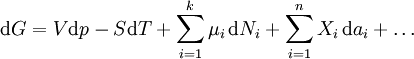 dG = Vdp − SdT + ∑_{i=1}^{k} μ_i dN_i + ∑_{i=1}^{n} X_i da_i + …